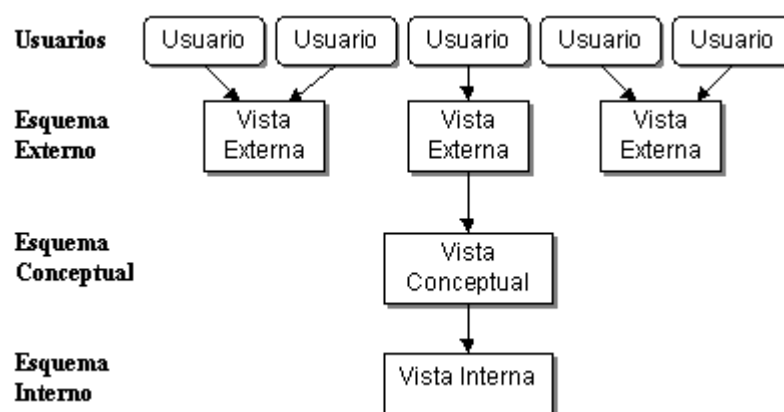 Usuarios
Usuario
Usuario
Usuario
Usuario
Usuario
Esquema
Externo
Vista
Externa
Vista
Externa
Vista
Externa
Esquema
Conceptual
Vista
Conceptual
Esquema
Interno
Vista Interna